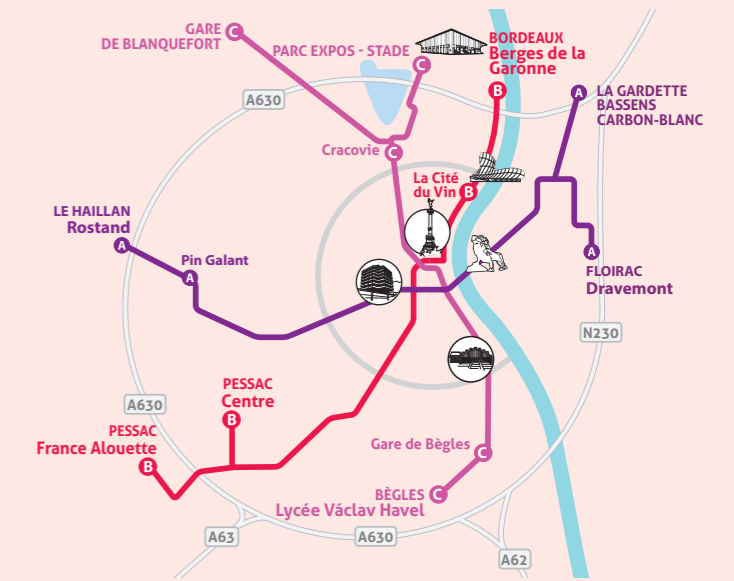 GARE
DE BLANQUEFORT
C
PARC EXPOS - STADE
C
BORDEAUX
Berges de la
Garonne
B
A
LA GARDETTE
BASSENS
CARBON-BLANC
A630
Cracovie
C
La Cité
du Vin
B
LE HAILLAN
Rostand
A
Pin Galant
A
A
FLOIRAC
Dravemont
N230
PESSAC
Centre
B
A630
PESSAC
France Alouette
B
Gare de Bègles
C
BÈGLES
C
Lycée Václav Havel
A63
A630
A62